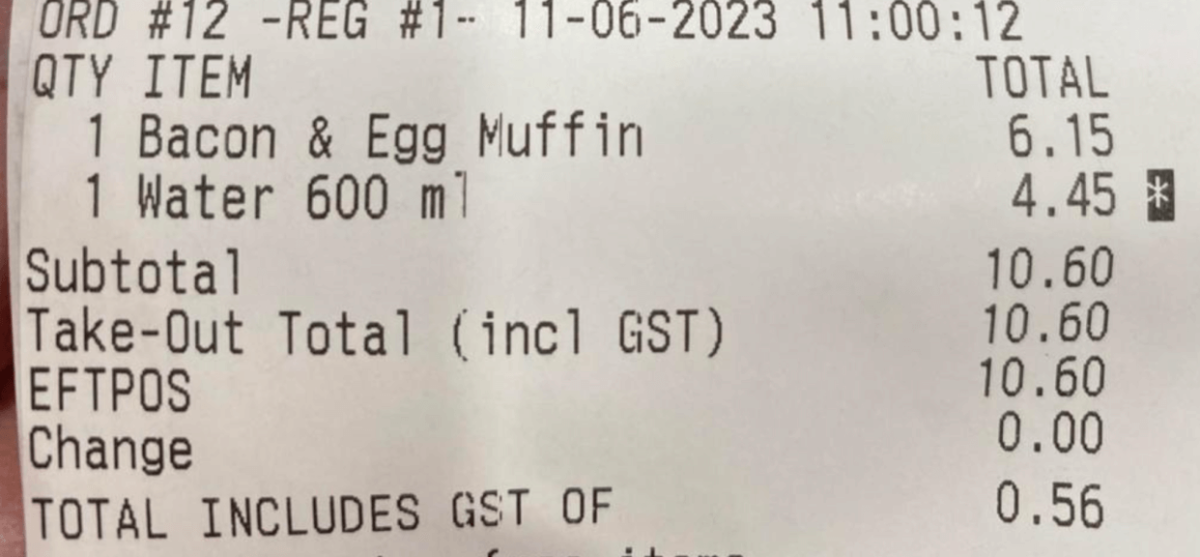 ORD #12 -REG #1- 11-06-2023 11:00:12
QTY ITEM TOTAL
1 Bacon & Egg Muffin 6.15
1 Water 600 ml 4.45 *
Subtotal 10.60
Take-Out Total (incl GST) 10.60
EFTPOS 10.60
Change 0.00
TOTAL INCLUDES GST OF 0.56
items